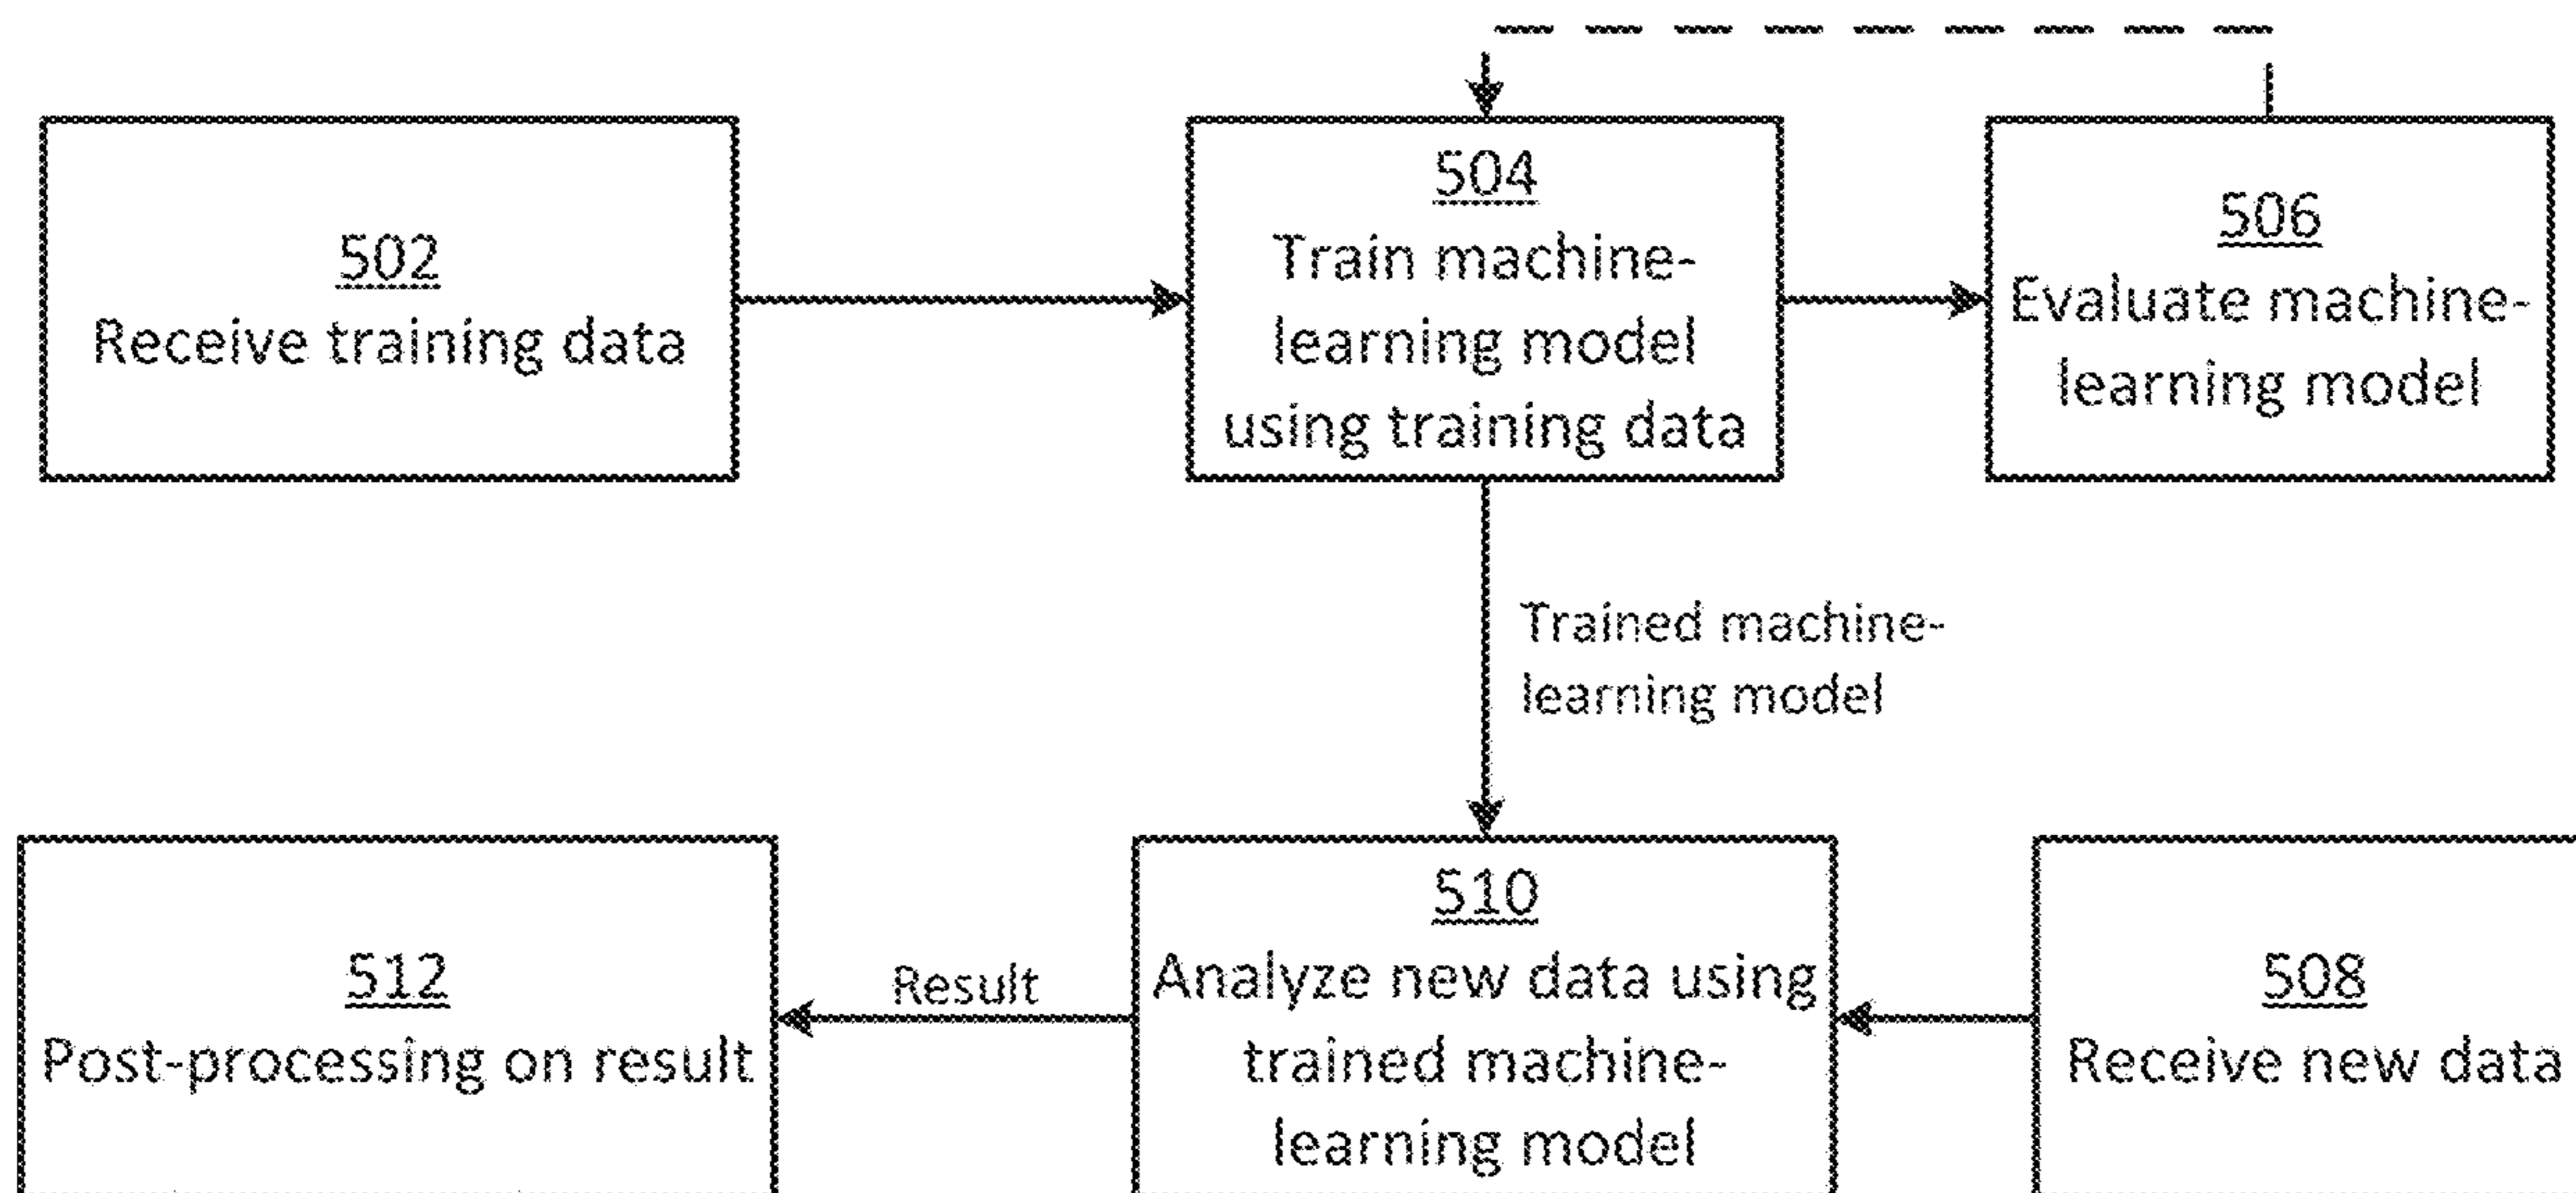 502
Receive training data
504
Train machine-
learning model
using training data
506
Evaluate machine-
learning model
Trained machine-
learning model
512
Post-processing on result
Result
510
Analyze new data using
trained machine-
learning model
508
Receive new data